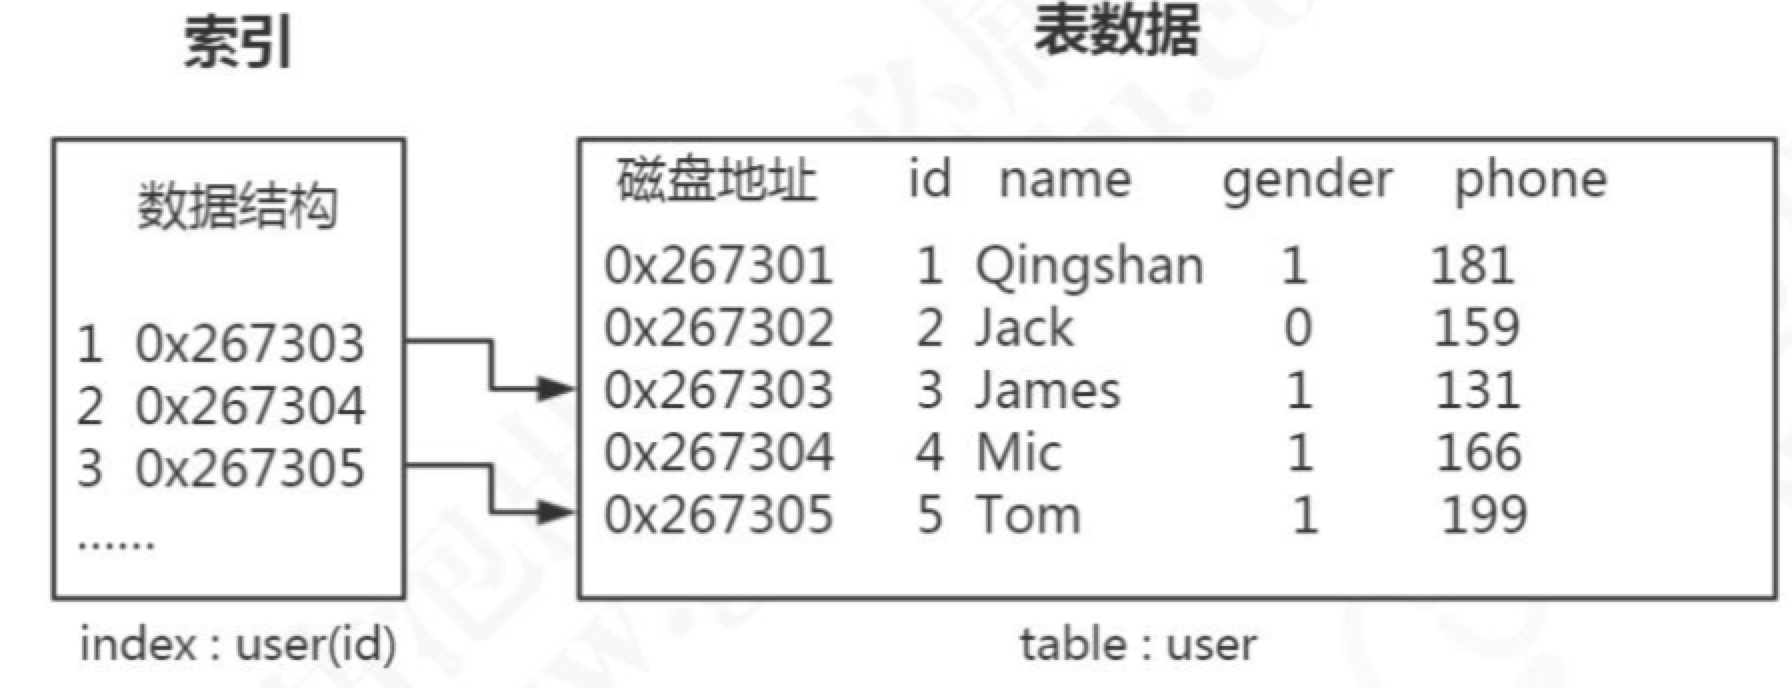 索引
表数据
数据结构
1 0x267303
2 0x267304
3 0x267305
......
index : user(id)
磁盘地址 id name gender phone
0x267301 1 Qingshan 1 181
0x267302 2 Jack 0 159
0x267303 3 James 1 131
0x267304 4 Mic 1 166
0x267305 5 Tom 1 199
table : user